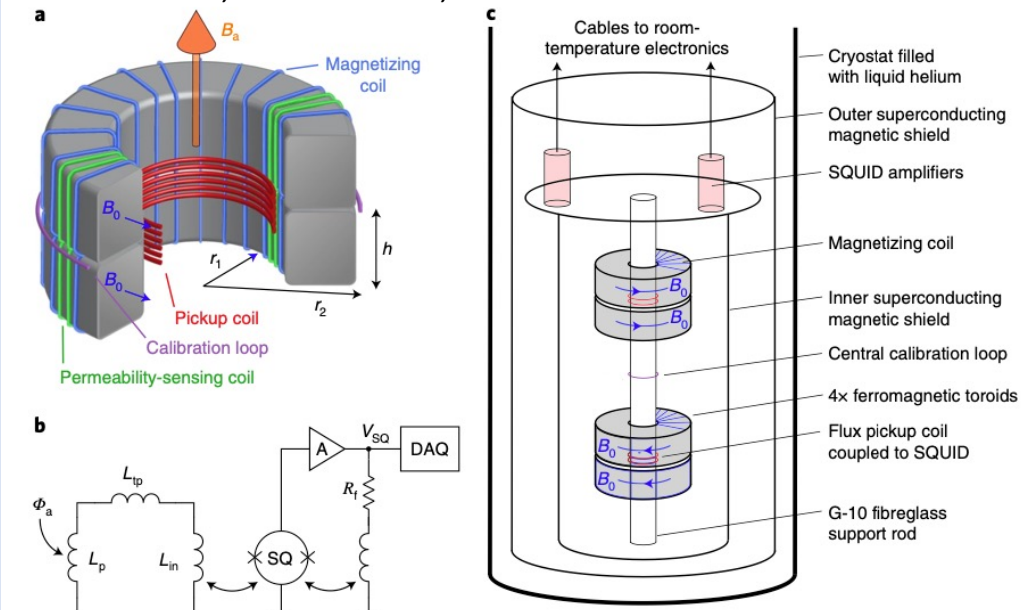 a
B_a
Magnetizing
coil
B_0
B_0
r_1
h
r_2
Pickup coil
Calibration loop
Permeability-sensing coil
b
V_SQ
A
DAQ
L_tp
R_f
Φ_a
L_p
L_in
SQ
c
Cables to room-
temperature electronics
Cryostat filled
with liquid helium
Outer superconducting
magnetic shield
SQUID amplifiers
Magnetizing coil
B_0
B_0
Inner superconducting
magnetic shield
Central calibration loop
4× ferromagnetic toroids
Flux pickup coil
coupled to SQUID
B_0
B_0
G-10 fibreglass
support rod